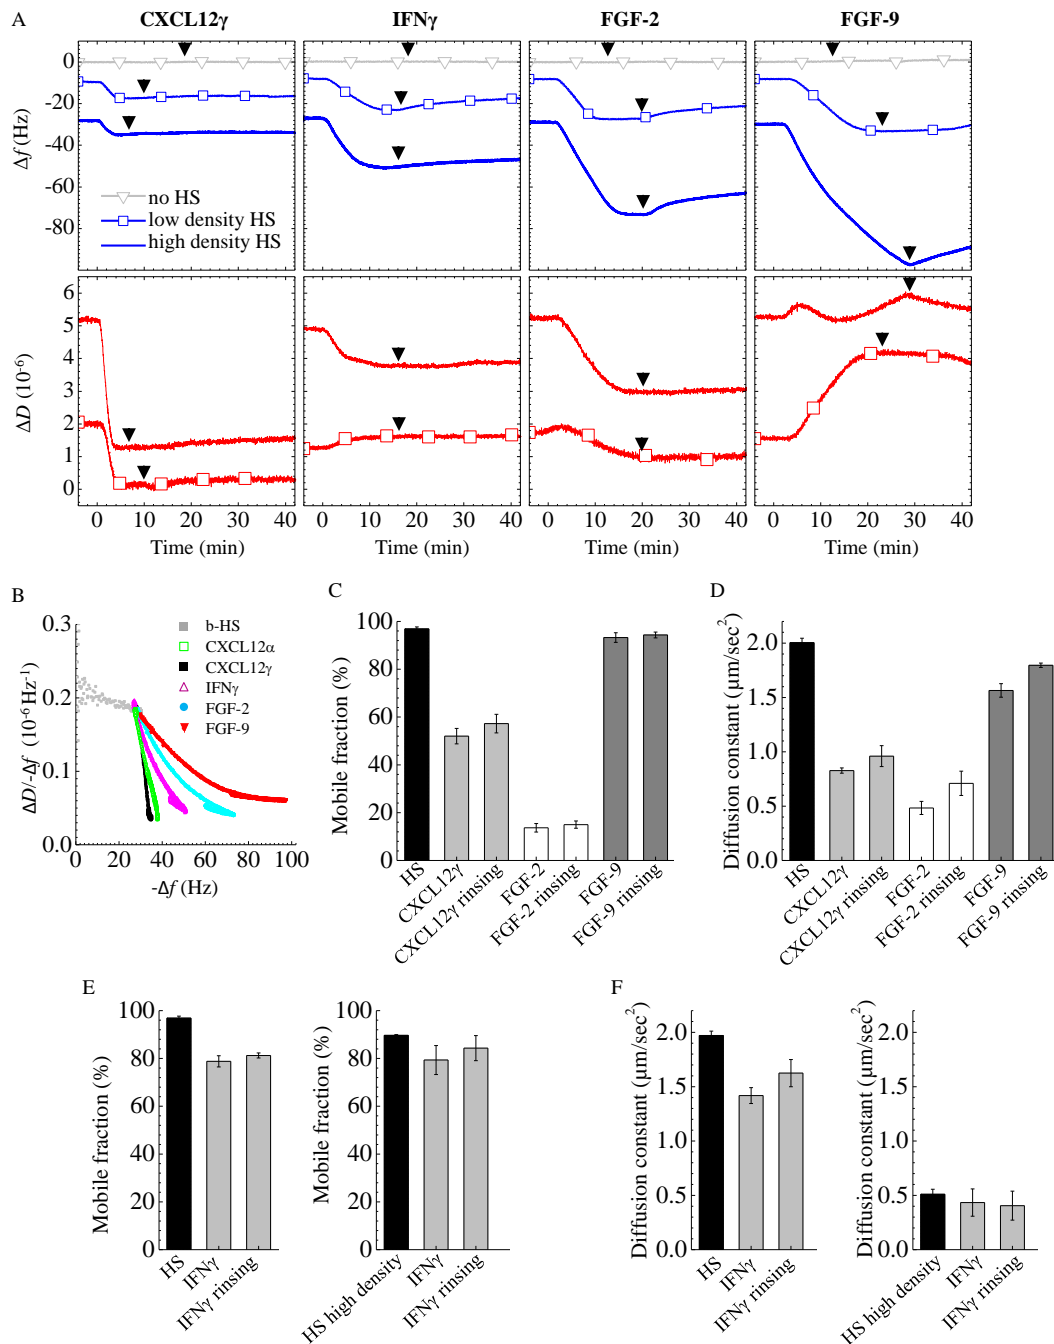 A
CXCL12γ IFNγ FGF-2 FGF-9
0
-20
-40
-60
-80
Δf (Hz)
no HS
low density HS
high density HS
6
5
4
3
2
1
0
ΔD (10-6)
0 10 20 30 40 0 10 20 30 40 0 10 20 30 40 0 10 20 30 40
Time (min) Time (min) Time (min) Time (min)
B
0.3
0.2
0.1
0.0
ΔD/-Δf (10-6 Hz-1)
b-HS
CXCL12α
CXCL12γ
IFNγ
FGF-2
FGF-9
0 20 40 60 80 100
-Δf (Hz)
C
100
80
60
40
20
0
Mobile fraction (%)
HS
CXCL12γ
CXCL12γ rinsing
FGF-2
FGF-2 rinsing
FGF-9
FGF-9 rinsing
D
2.0
1.5
1.0
0.5
0.0
Diffusion constant (μm/sec2)
HS
CXCL12γ
CXCL12γ rinsing
FGF-2
FGF-2 rinsing
FGF-9
FGF-9 rinsing
E
100
80
60
40
20
0
Mobile fraction (%)
HS
IFNγ
IFNγ rinsing
100
80
60
40
20
0
Mobile fraction (%)
HS high density
IFNγ
IFNγ rinsing
F
2.0
1.5
1.0
0.5
0.0
Diffusion constant (μm/sec2)
HS
IFNγ
IFNγ rinsing
2.0
1.5
1.0
0.5
0.0
Diffusion constant (μm/sec2)
HS high density
IFNγ
IFNγ rinsing